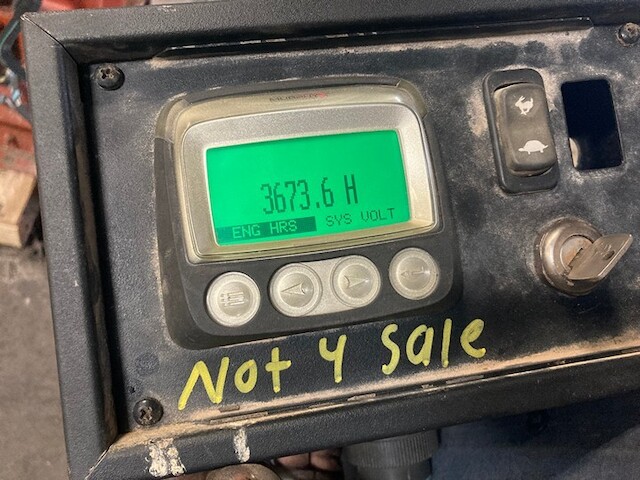 3673.6 H
ENG HRS SYS VOLT
Not 4 Sale